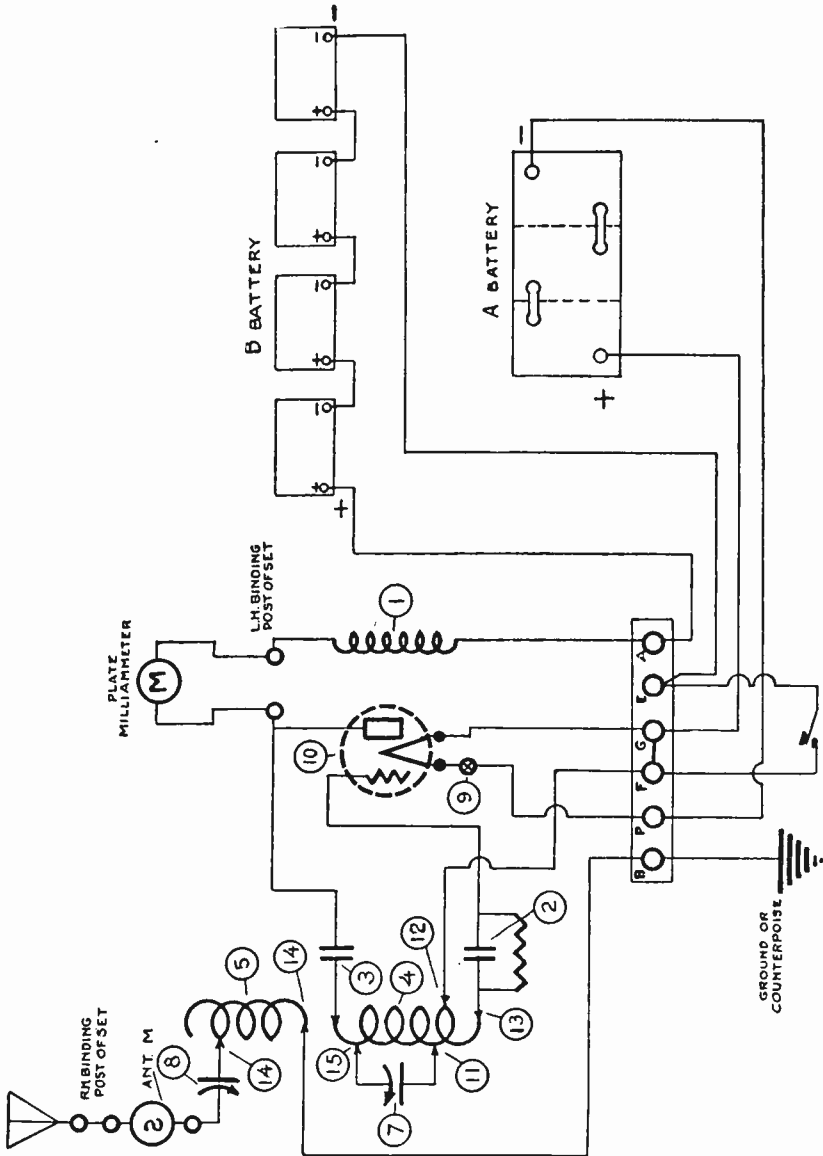 PLATE
MILLIAMMETER
M
L.H. BINDING
POST OF SET
B BATTERY
+
−
+ −
+ −
+ −
+ −
A BATTERY
+
−
R.H. BINDING
POST OF SET
ANT. M
8
14
5
14
3
4
15
7
11
12
13
2
10
9
1
B
P
F
G
E
A
GROUND OR
COUNTERPOISE